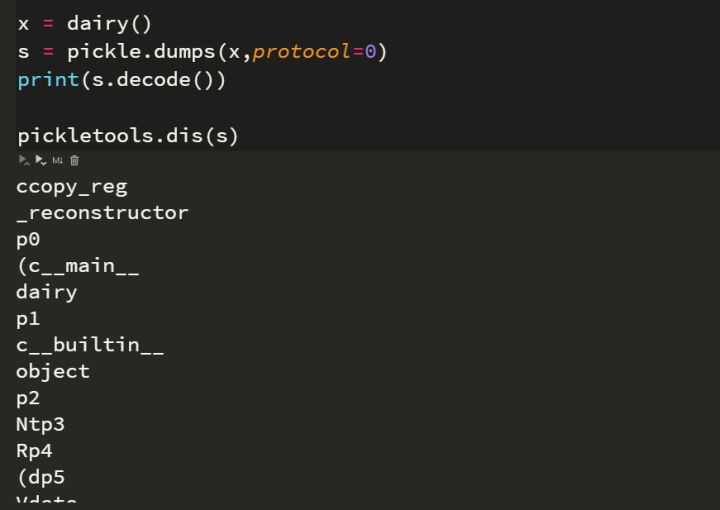 x = dairy()
s = pickle.dumps(x,protocol=0)
print(s.decode())
pickletools.dis(s)
M↓
ccopy_reg
_reconstructor
p0
(c__main__
dairy
p1
c__builtin__
object
p2
Ntp3
Rp4
(dp5